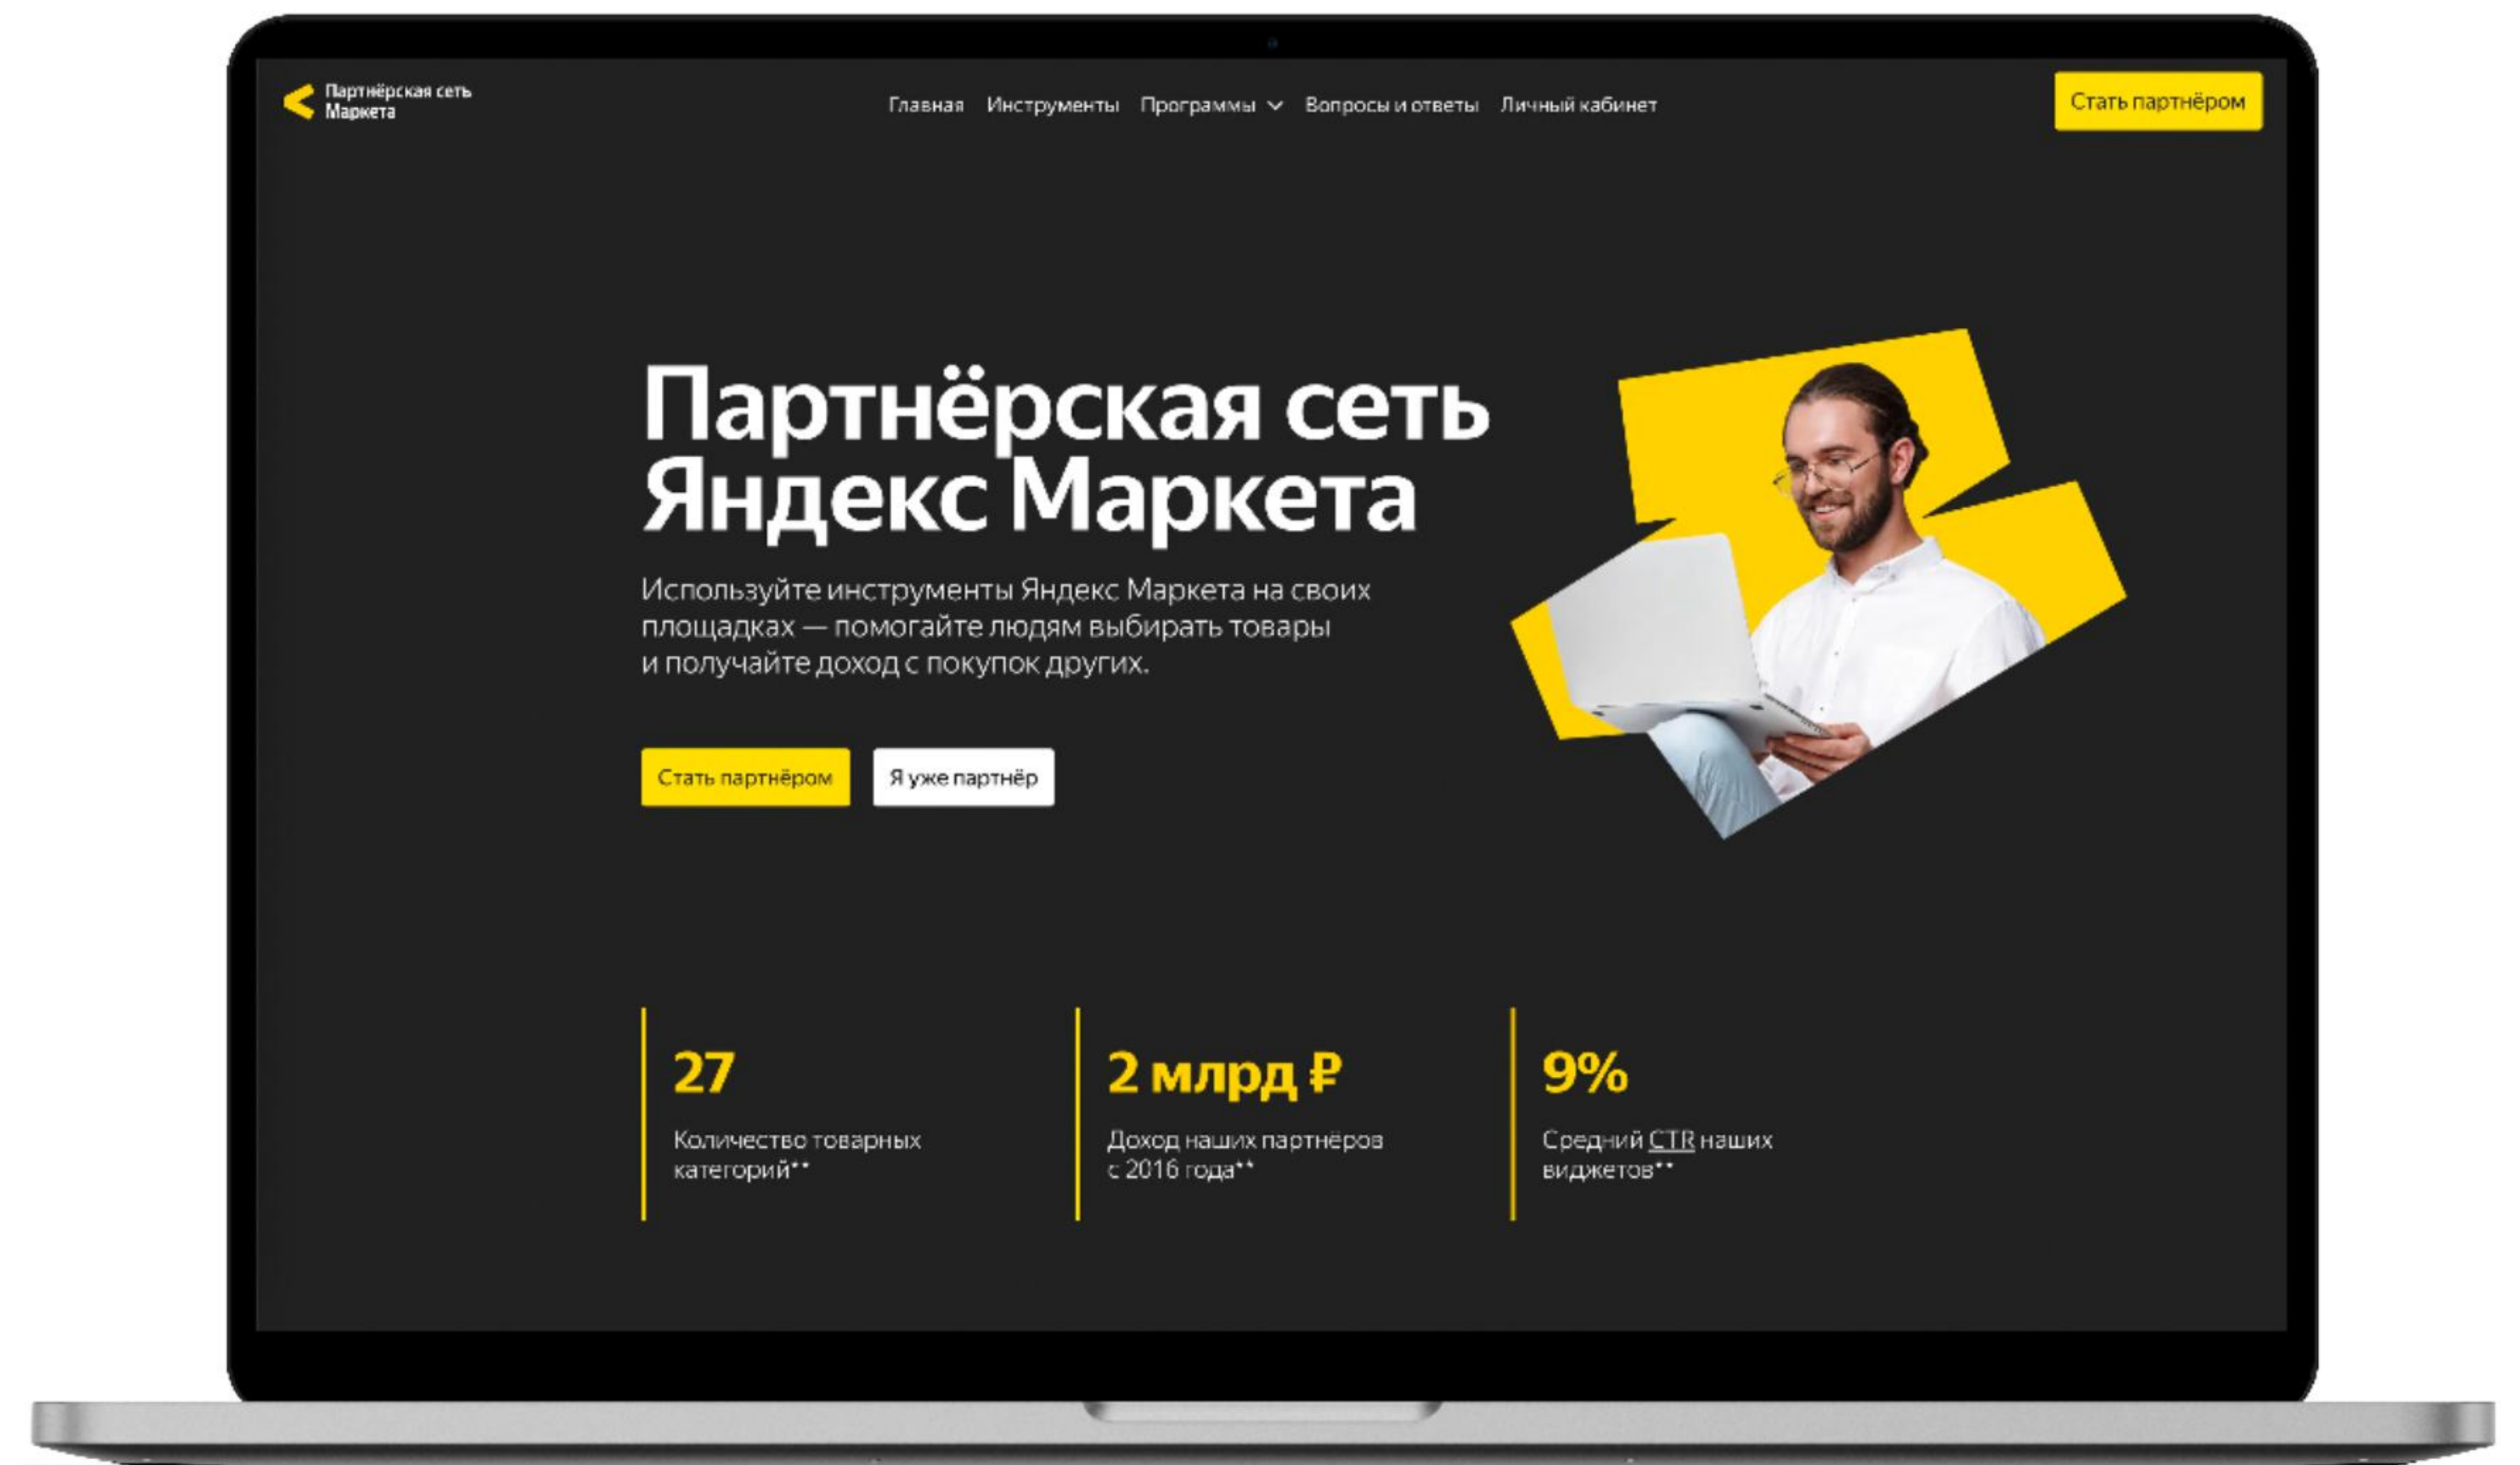 Партнёрская сеть
Маркета
Главная Инструменты Программы Вопросы и ответы Личный кабинет
Стать партнёром
Партнёрская сеть
Яндекс Маркета
Используйте инструменты Яндекс Маркета на своих
площадках — помогайте людям выбирать товары
и получайте доход с покупок других.
Стать партнёром
Я уже партнёр
27
Количество товарных
категорий**
2 млрд ₽
Доход наших партнёров
с 2016 года**
9%
Средний CTR наших
виджетов**